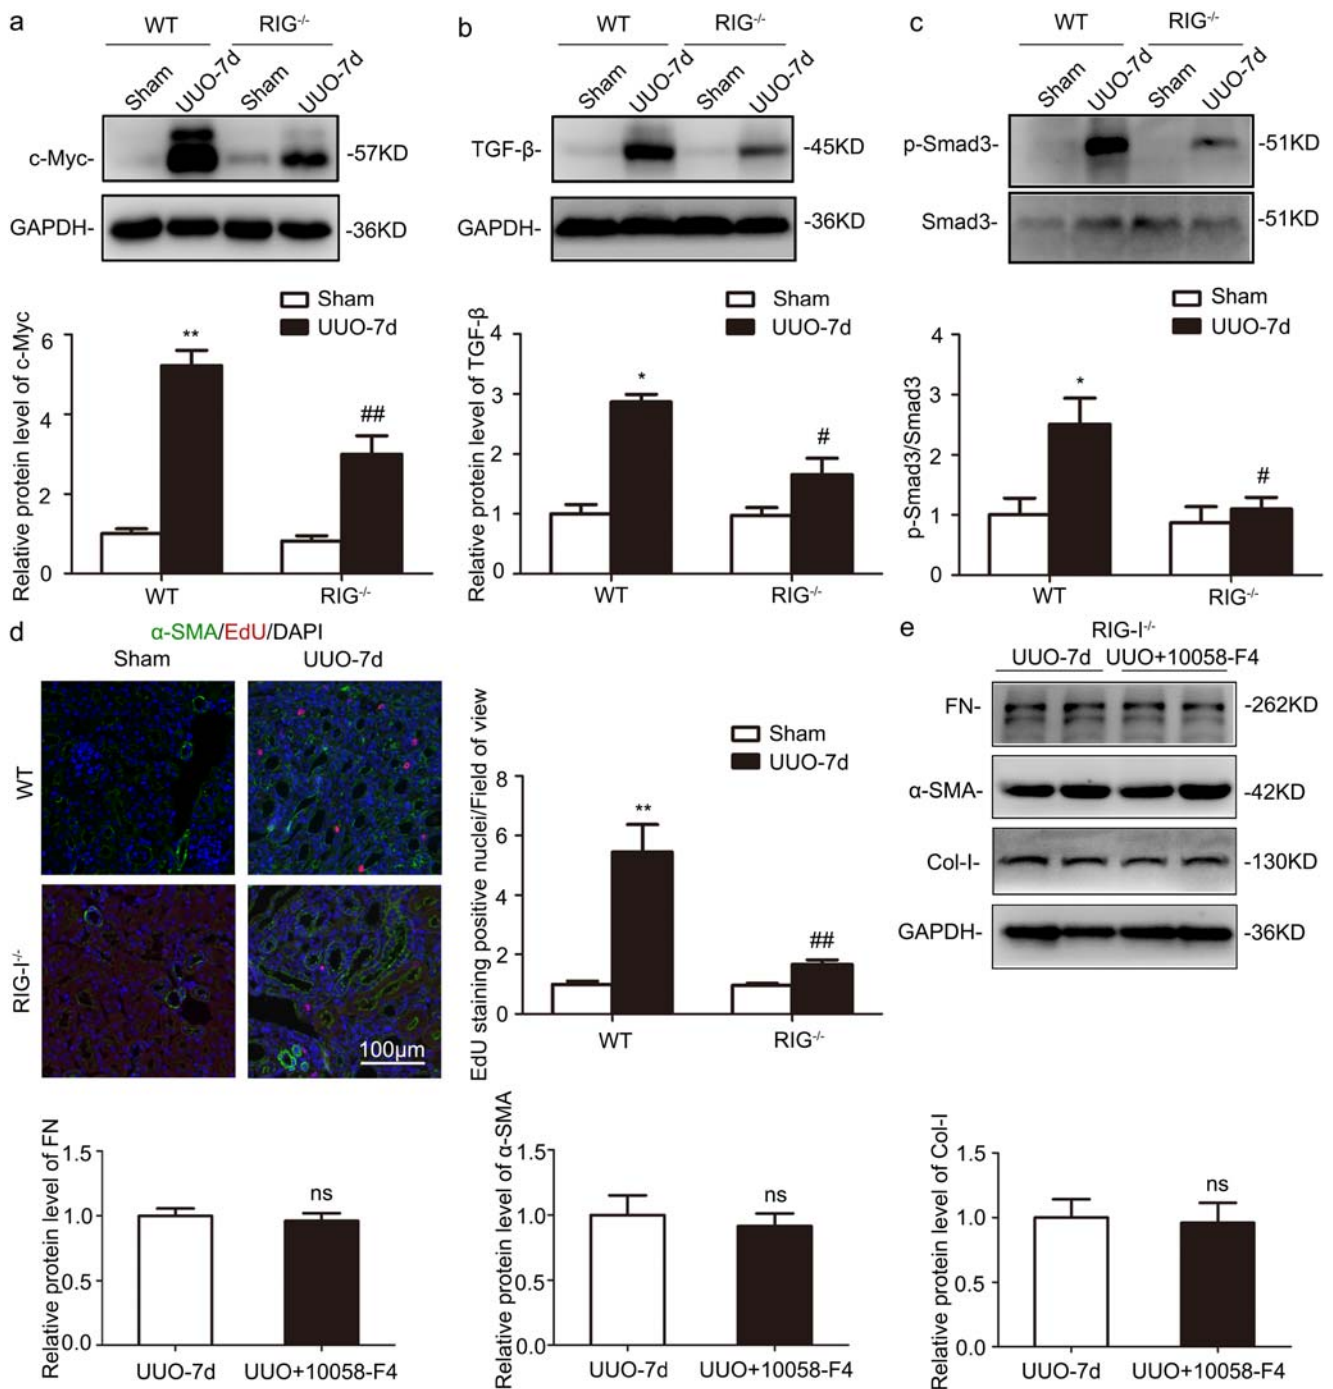 a
WT RIG-/-
Sham UUO-7d Sham UUO-7d
c-Myc- -57KD
GAPDH- -36KD
Sham
UUO-7d
Relative protein level of c-Myc
6
4
2
0
** ##
WT RIG-/-
b
WT RIG-/-
Sham UUO-7d Sham UUO-7d
TGF-β- -45KD
GAPDH- -36KD
Sham
UUO-7d
Relative protein level of TGF-β
4
3
2
1
0
* #
WT RIG-/-
c
WT RIG-/-
Sham UUO-7d Sham UUO-7d
p-Smad3- -51KD
Smad3- -51KD
Sham
UUO-7d
p-Smad3/Smad3
4
3
2
1
0
* #
WT RIG-/-
d
α-SMA/EdU/DAPI
Sham UUO-7d
WT
RIG-I-/-
100μm
Sham
UUO-7d
EdU staining positive nuclei/Field of view
8
6
4
2
0
** ##
WT RIG-/-
e
RIG-I-/-
UUO-7d UUO+10058-F4
FN- -262KD
α-SMA- -42KD
Col-I- -130KD
GAPDH- -36KD
Relative protein level of FN
1.5
1.0
0.5
0.0
ns
UUO-7d UUO+10058-F4
Relative protein level of α-SMA
1.5
1.0
0.5
0.0
ns
UUO-7d UUO+10058-F4
Relative protein level of Col-I
1.5
1.0
0.5
0.0
ns
UUO-7d UUO+10058-F4